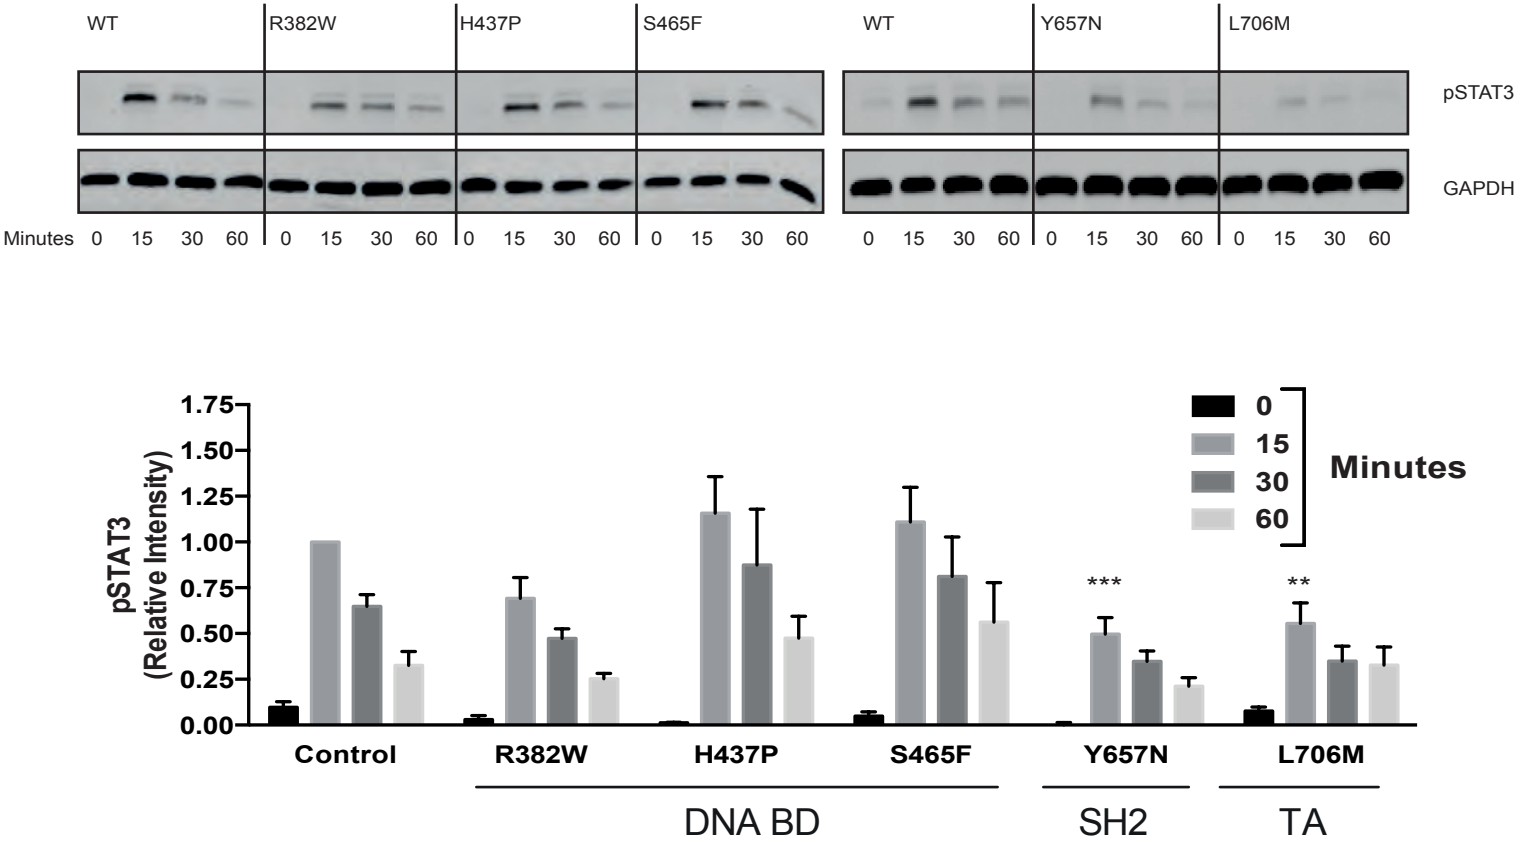 WT R382W H437P S465F WT Y657N L706M
pSTAT3
GAPDH
Minutes 0 15 30 60 0 15 30 60 0 15 30 60 0 15 30 60 0 15 30 60 0 15 30 60 0 15 30 60
pSTAT3
(Relative Intensity)
1.75
1.50
1.25
1.00
0.75
0.50
0.25
0.00
0
15
30
60
Minutes
*** **
Control R382W H437P S465F Y657N L706M
DNA BD SH2 TA